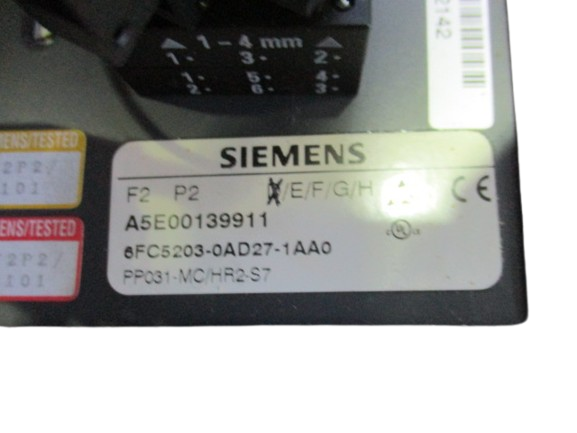 2142
▲ 1-4 mm ▲
1- 3- 2-
1- 5- 4-
2- 6- 3-
ENS/TESTED
2P2/
101
SIEMENS
F2 P2 /E/F/G/H CE
A5E00139911
6FC5203-0AD27-1AA0
PP031-MC/HR2-S7
ENS/TESTED
2P2/
101